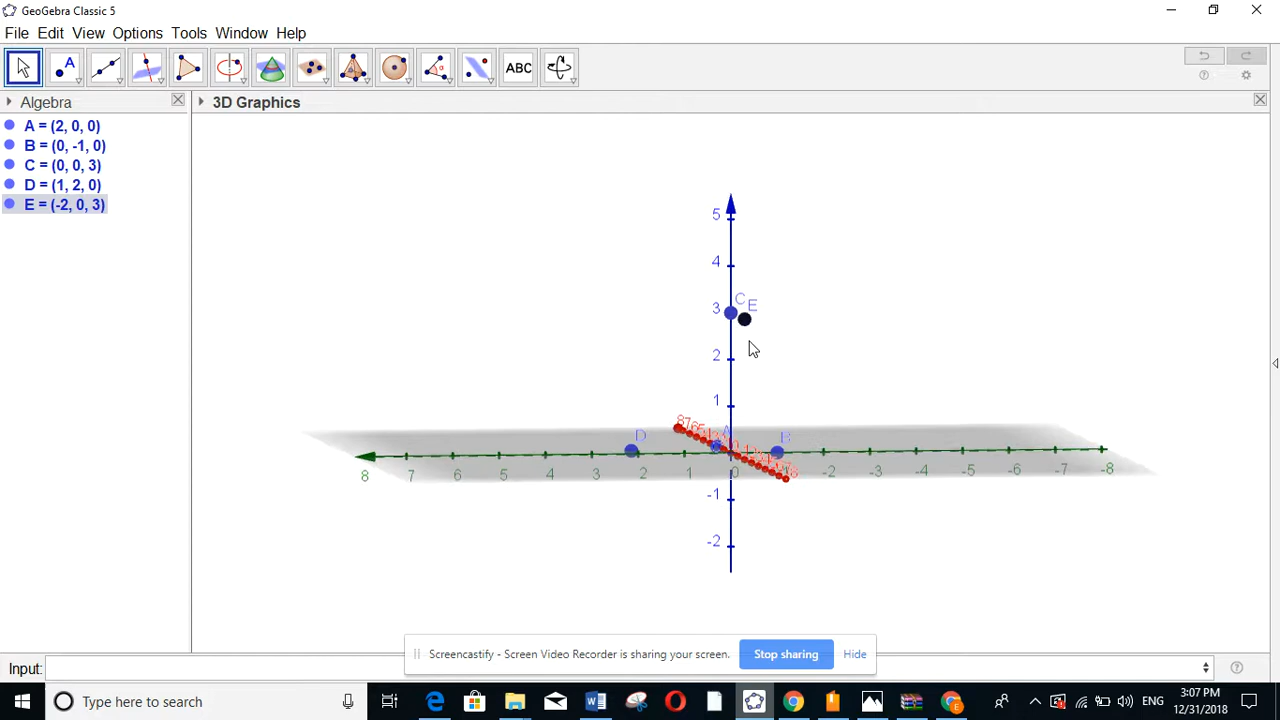 GeoGebra Classic 5
File Edit View Options Tools Window Help
A
ABC
Algebra
3D Graphics
A = (2, 0, 0)
B = (0, -1, 0)
C = (0, 0, 3)
D = (1, 2, 0)
E = (-2, 0, 3)
5
4
C E
3
2
1
D A B
8 7 6 5 4 3 2 1 0 -2 -3 -4 -5 -6 -7 -8
-1
-2
Screencastify - Screen Video Recorder is sharing your screen. Stop sharing Hide
Input:
Type here to search
ENG
3:07 PM
12/31/2018